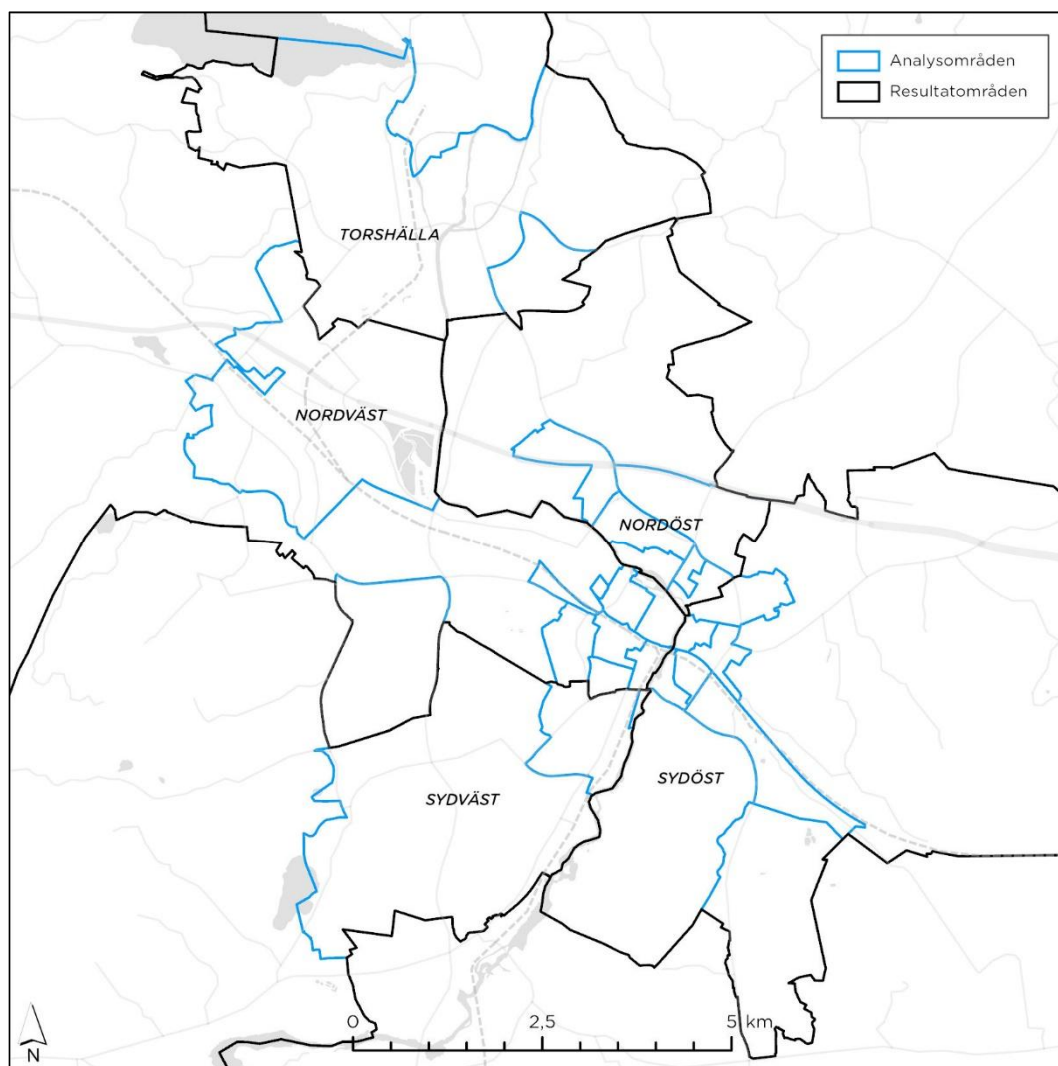 Analysområden
Resultatområden
TORSHÄLLA
NORDVÄST
NORDÖST
SYDVÄST
SYDÖST
0 2,5 5 km
N